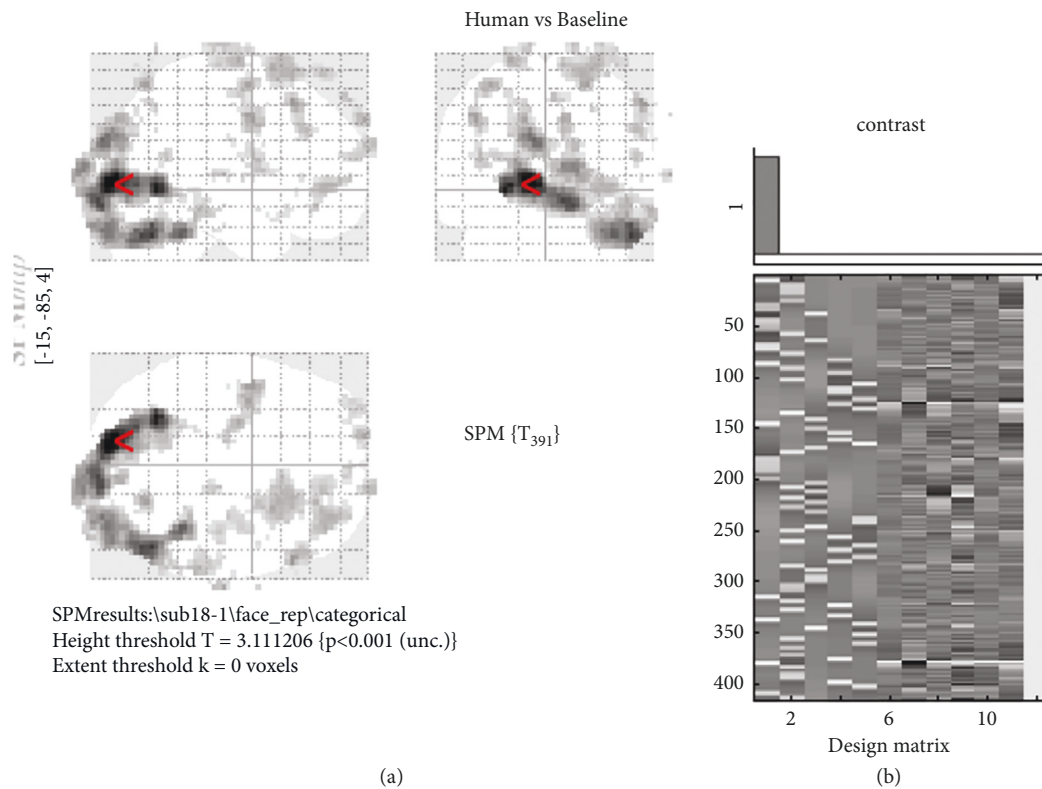 Human vs Baseline
[-15, -85, 4]
SPM {T₃₉₁}
SPMresults:\sub18-1\face_rep\categorical
Height threshold T = 3.111206 {p<0.001 (unc.)}
Extent threshold k = 0 voxels
(a)
contrast
1
50
100
150
200
250
300
350
400
2 6 10
Design matrix
(b)